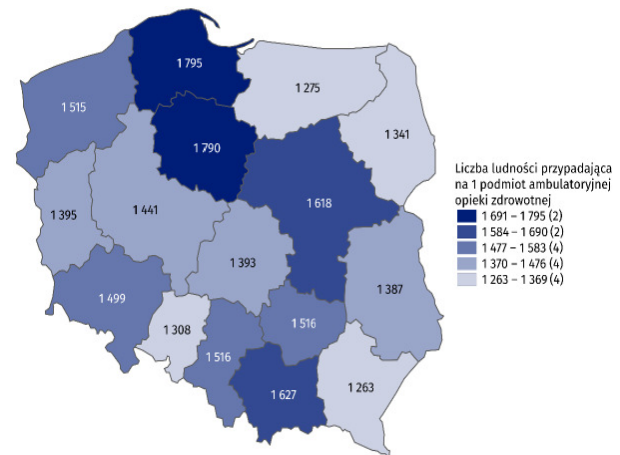 1 795
1 275
1 515
1 341
1 790
1 618
1 395
1 441
1 393
1 387
1 499
1 308
1 516
1 516
1 627
1 263
Liczba ludności przypadająca
na 1 podmiot ambulatoryjnej
opieki zdrowotnej
1 691 – 1 795 (2)
1 584 – 1 690 (2)
1 477 – 1 583 (4)
1 370 – 1 476 (4)
1 263 – 1 369 (4)